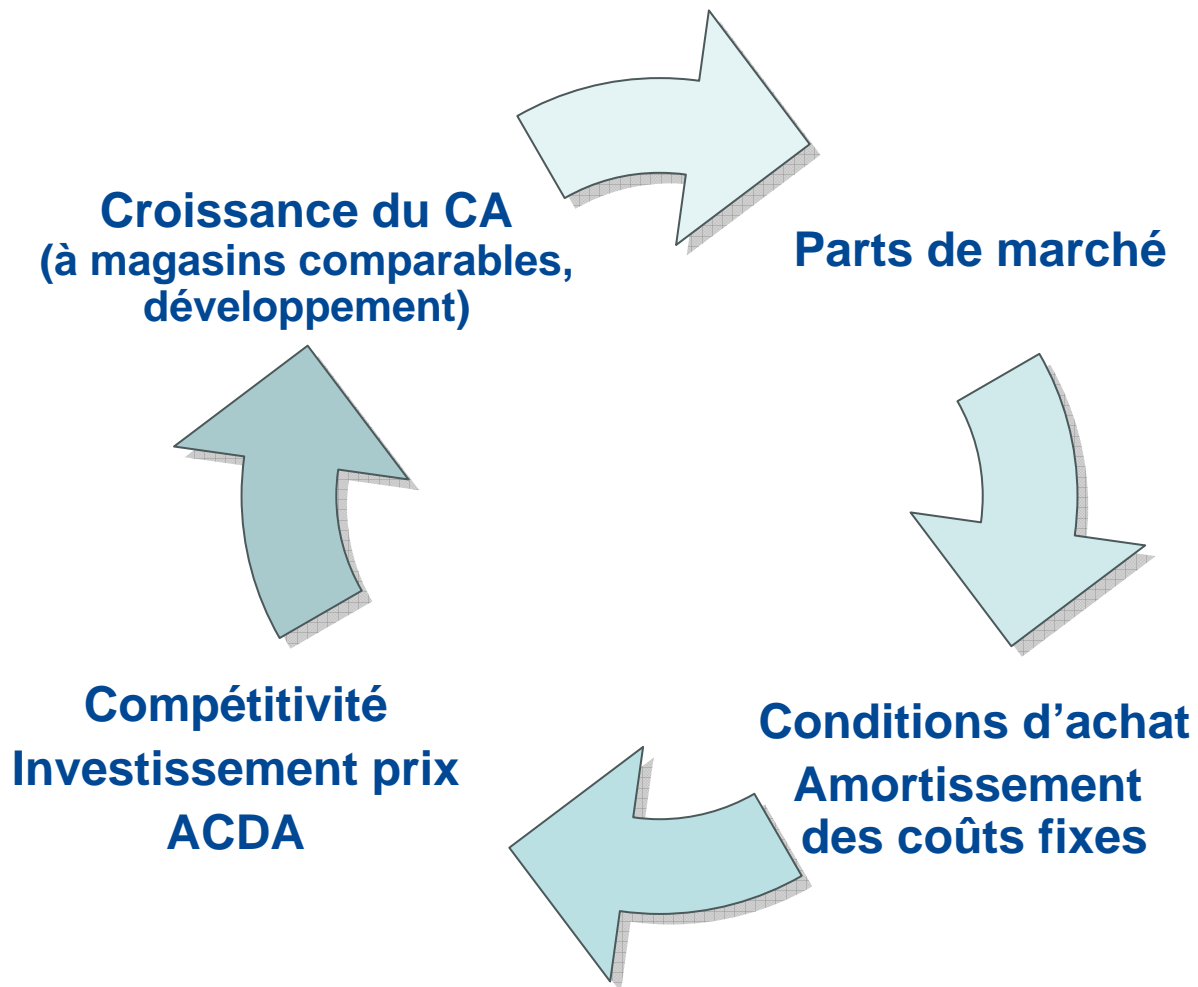 Croissance du CA
(à magasins comparables,
développement)
Parts de marché
Conditions d’achat
Amortissement
des coûts fixes
Compétitivité
Investissement prix
ACDA